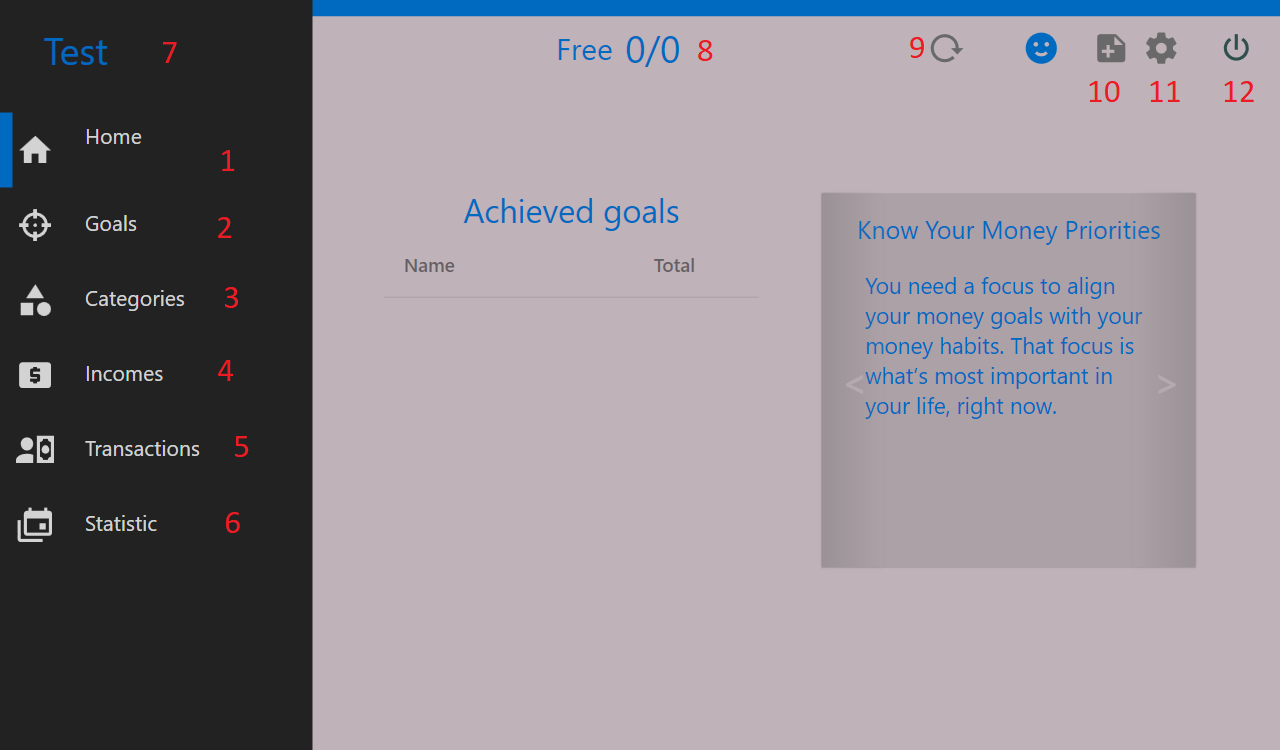 Test 7
Free 0/0 8
9
10 11 12
Home
1
Goals 2
Categories 3
Incomes 4
Transactions 5
Statistic 6
Achieved goals
Name Total
Know Your Money Priorities
You need a focus to align
your money goals with your
money habits. That focus is
< what’s most important in >
your life, right now.